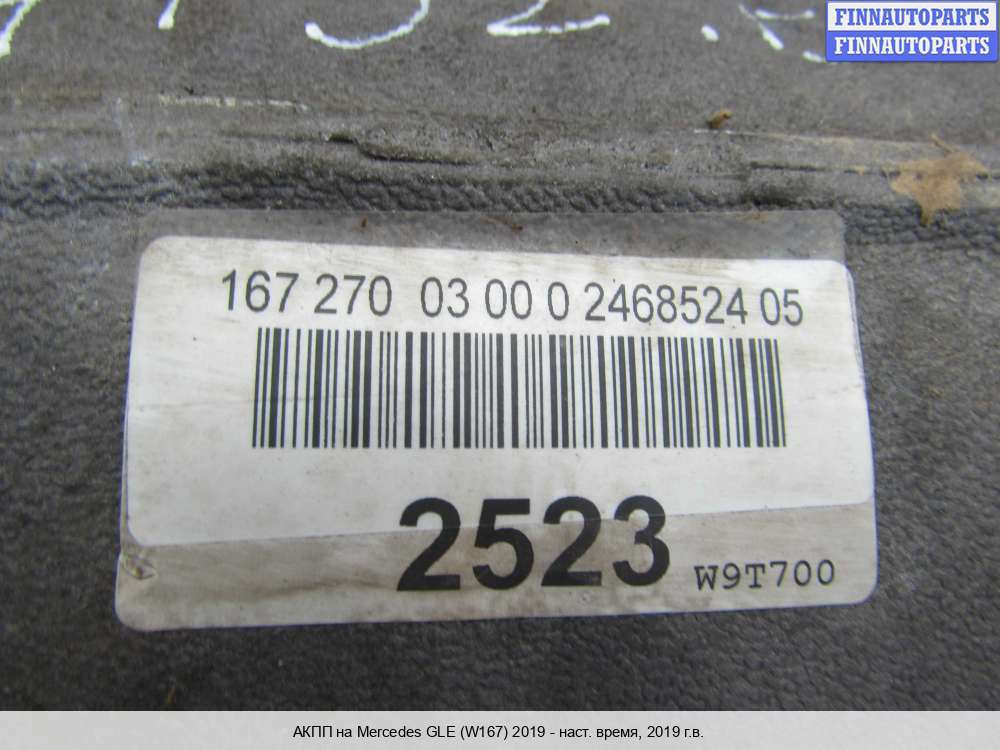 FINNAUTOPARTS
FINNAUTOPARTS
167 270 03 00 0 2468524 05
2523 W9T700
АКПП на Mercedes GLE (W167) 2019 - наст. время, 2019 г.в.